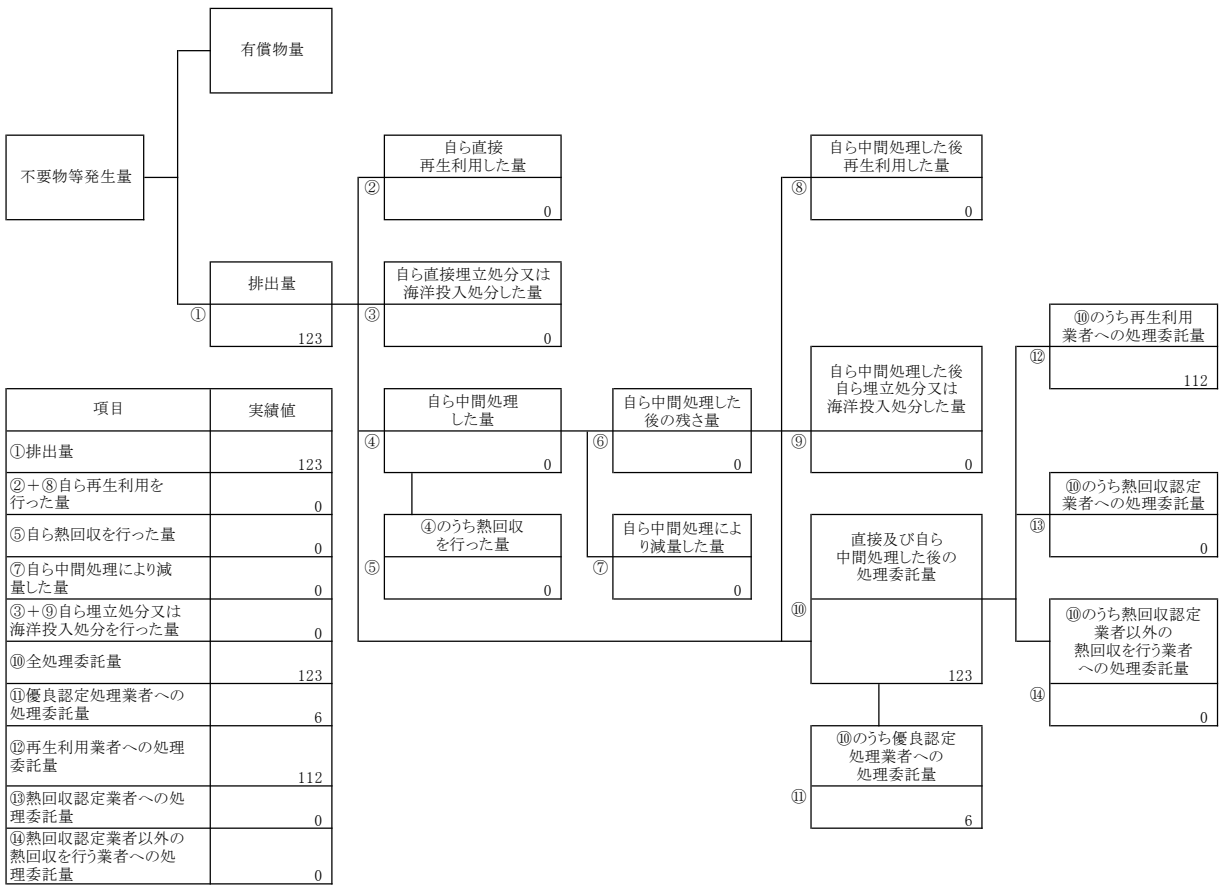 有償物量
不要物等発生量
排出量
①
123
自ら直接
再生利用した量
②
0
自ら直接埋立処分又は
海洋投入処分した量
③
0
自ら中間処理
した量
④
0
④のうち熱回収
を行った量
⑤
0
自ら中間処理した
後の残さ量
⑥
0
自ら中間処理によ
り減量した量
⑦
0
自ら中間処理した後
再生利用した量
⑧
0
自ら中間処理した後
自ら埋立処分又は
海洋投入処分した量
⑨
0
直接及び自ら
中間処理した後の
処理委託量
⑩
123
⑩のうち優良認定
処理業者への
処理委託量
⑪
6
⑩のうち再生利用
業者への処理委託量
⑫
112
⑩のうち熱回収認定
業者への処理委託量
⑬
0
⑩のうち熱回収認定
業者以外の
熱回収を行う業者
への処理委託量
⑭
0
項目 実績値
①排出量
123
②＋⑧自ら再生利用を
行った量
0
⑤自ら熱回収を行った量
0
⑦自ら中間処理により減
量した量
0
③＋⑨自ら埋立処分又は
海洋投入処分を行った量
0
⑩全処理委託量
123
⑪優良認定処理業者への
処理委託量
6
⑫再生利用業者への処理
委託量
112
⑬熱回収認定業者への処
理委託量
0
⑭熱回収認定業者以外の
熱回収を行う業者への処
理委託量
0